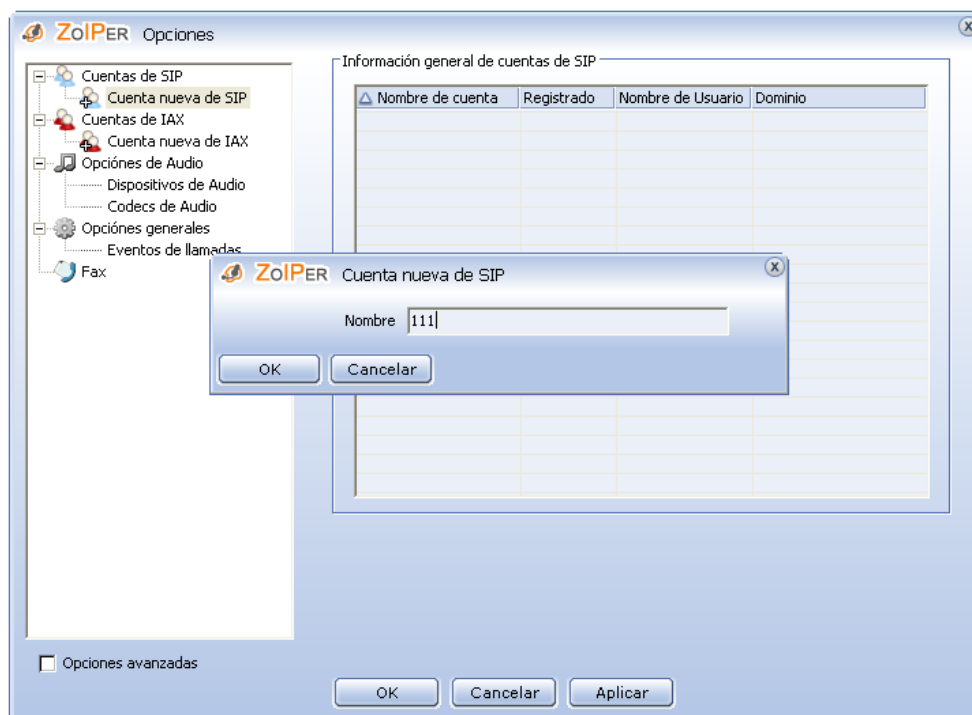 ZoIPER Opciones
Cuentas de SIP
Cuenta nueva de SIP
Cuentas de IAX
Cuenta nueva de IAX
Opciónes de Audio
Dispositivos de Audio
Codecs de Audio
Opciónes generales
Eventos de llamadas
Fax
Información general de cuentas de SIP
Nombre de cuenta Registrado Nombre de Usuario Dominio
ZoIPER Cuenta nueva de SIP
Nombre 111
OK Cancelar
Opciones avanzadas
OK Cancelar Aplicar